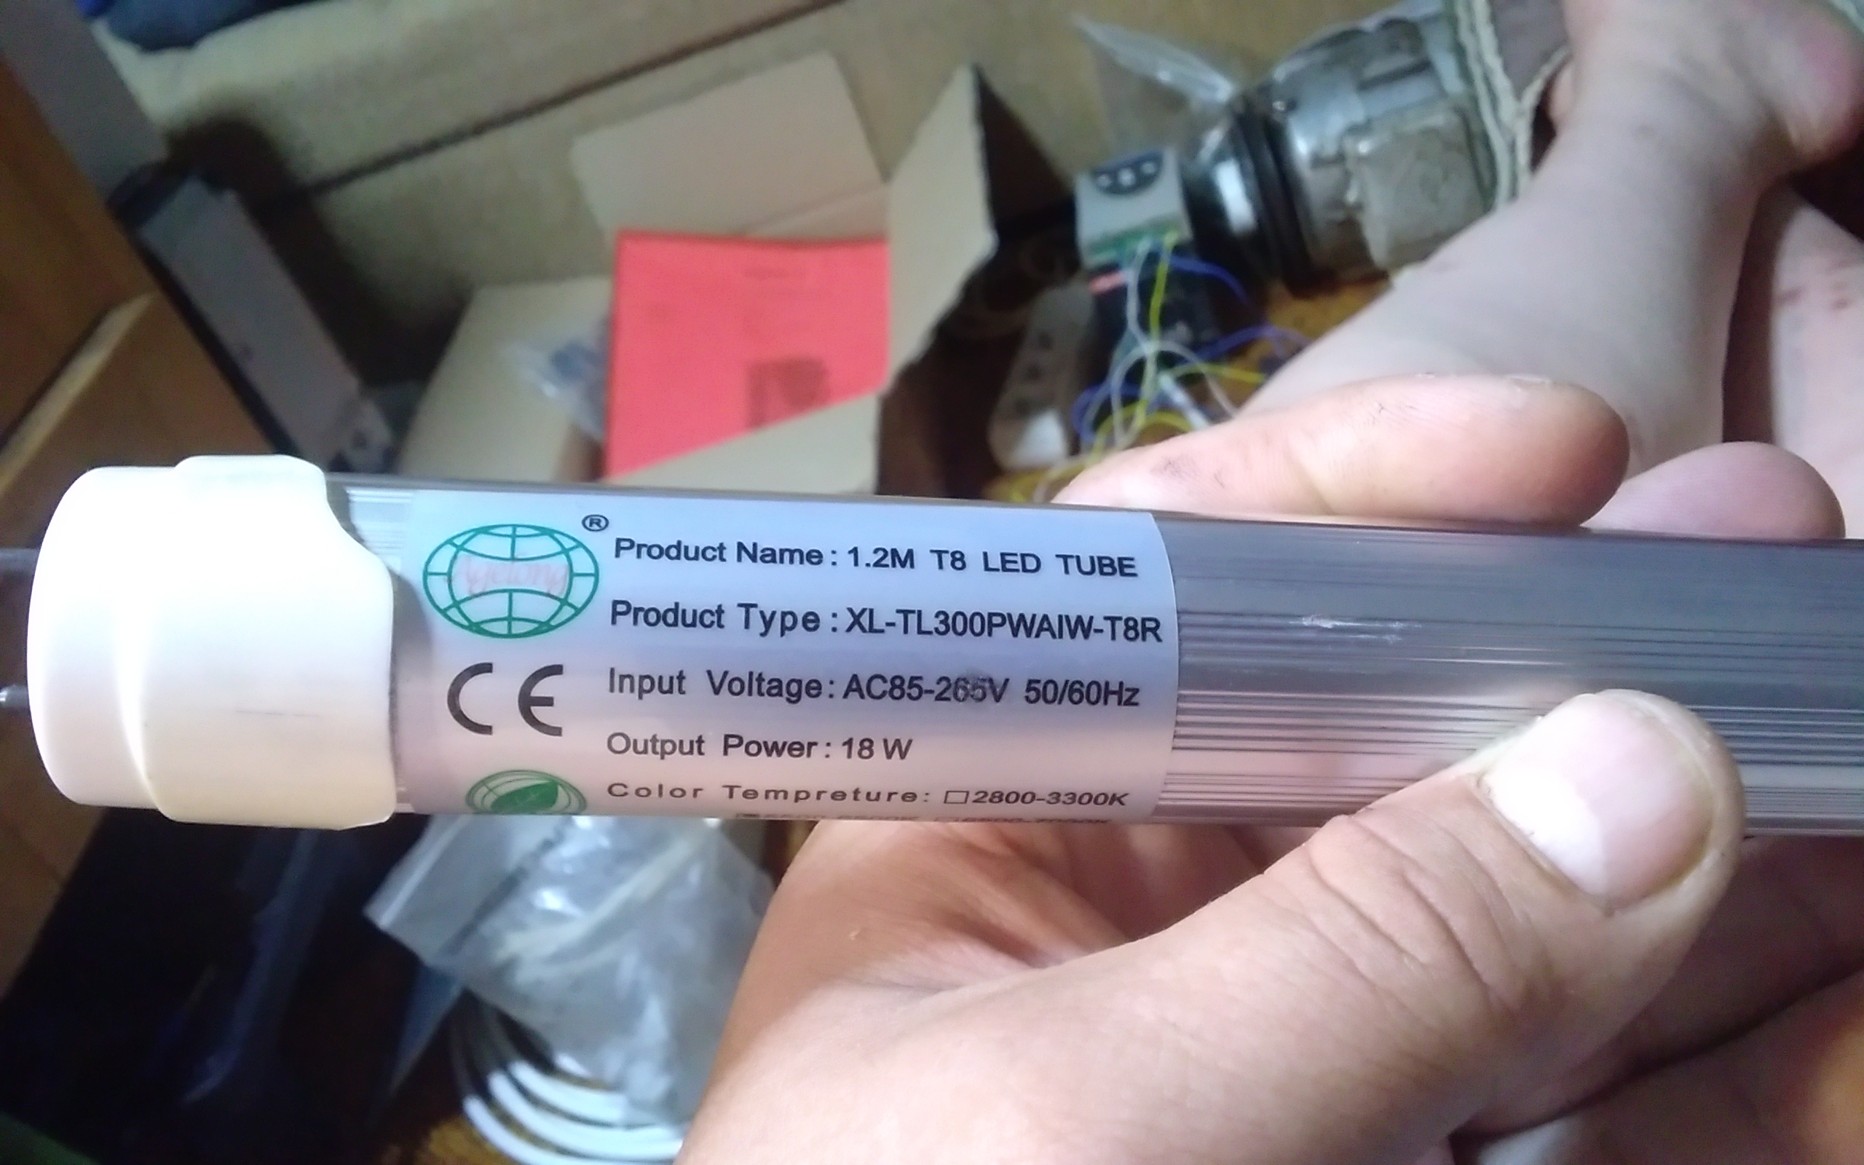 ®
Product Name : 1.2M T8 LED TUBE
Product Type : XL-TL300PWAIW-T8R
Input Voltage : AC85-265V 50/60Hz
CE
Output Power : 18 W
Color Tempreture: □2800-3300K